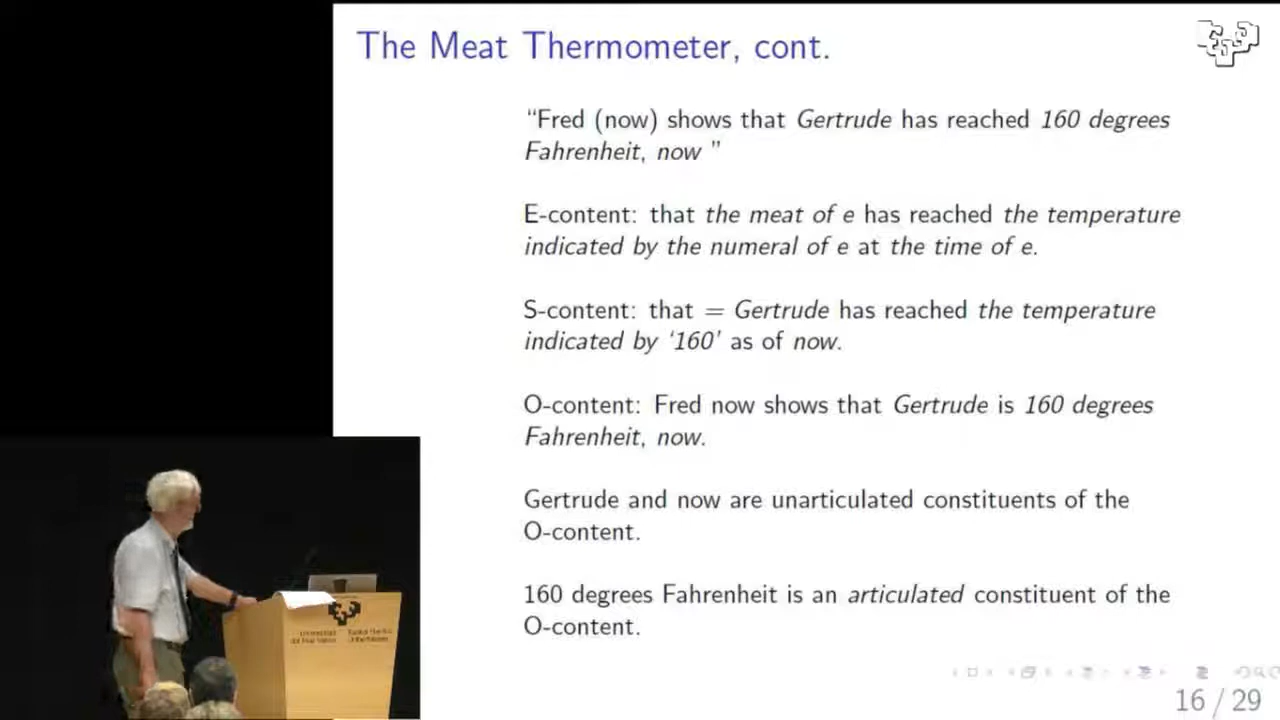 The Meat Thermometer, cont.
“Fred (now) shows that Gertrude has reached 160 degrees
Fahrenheit, now ”
E-content: that the meat of e has reached the temperature
indicated by the numeral of e at the time of e.
S-content: that = Gertrude has reached the temperature
indicated by ‘160’ as of now.
O-content: Fred now shows that Gertrude is 160 degrees
Fahrenheit, now.
Gertrude and now are unarticulated constituents of the
O-content.
160 degrees Fahrenheit is an articulated constituent of the
O-content.
16 / 29